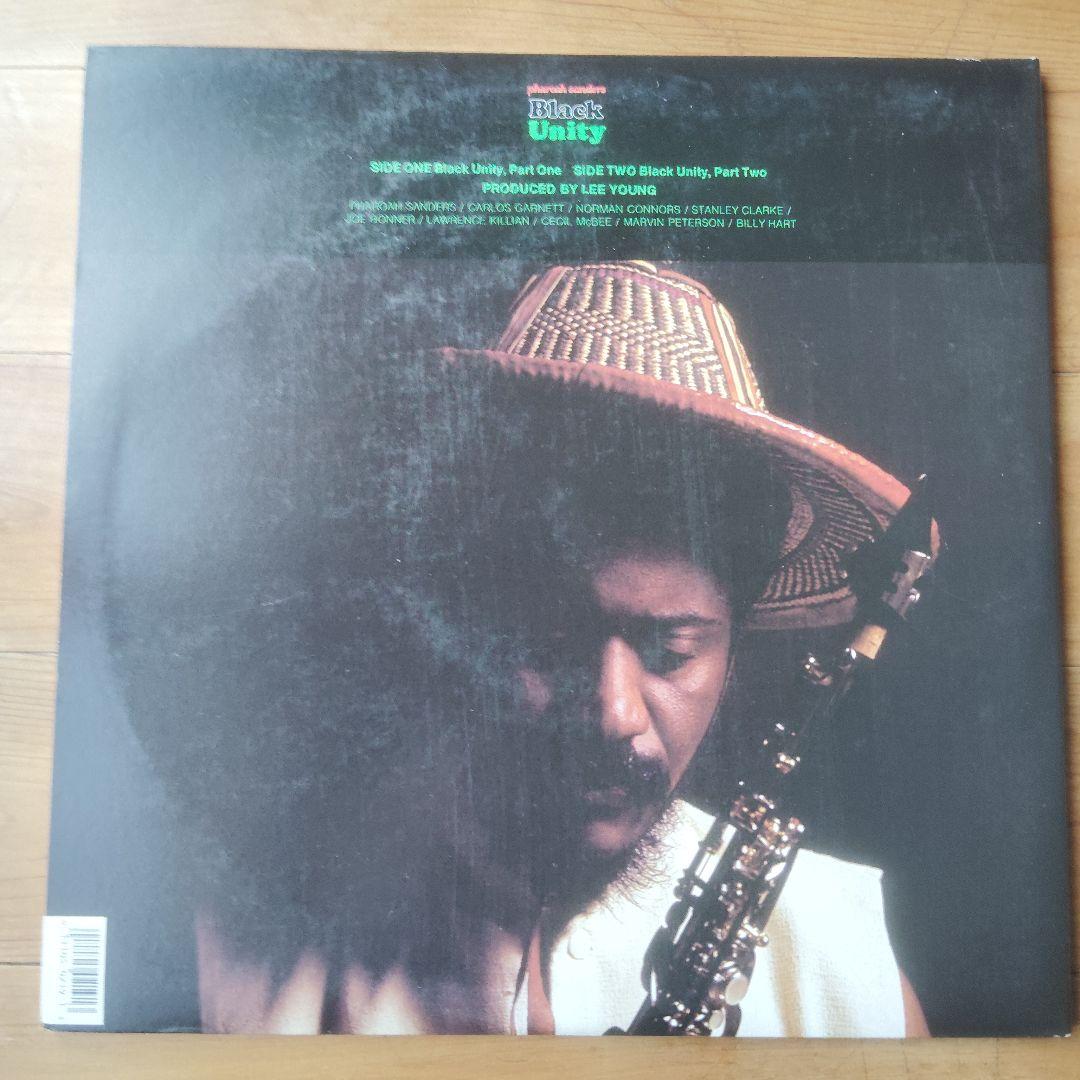 pharoah sanders
Black
Unity
SIDE ONE Black Unity, Part One SIDE TWO Black Unity, Part Two
PRODUCED BY LEE YOUNG
PHAROAH SANDERS / CARLOS GARNETT / NORMAN CONNORS / STANLEY CLARKE /
JOE BONNER / LAWRENCE KILLIAN / CECIL McBEE / MARVIN PETERSON / BILLY HART